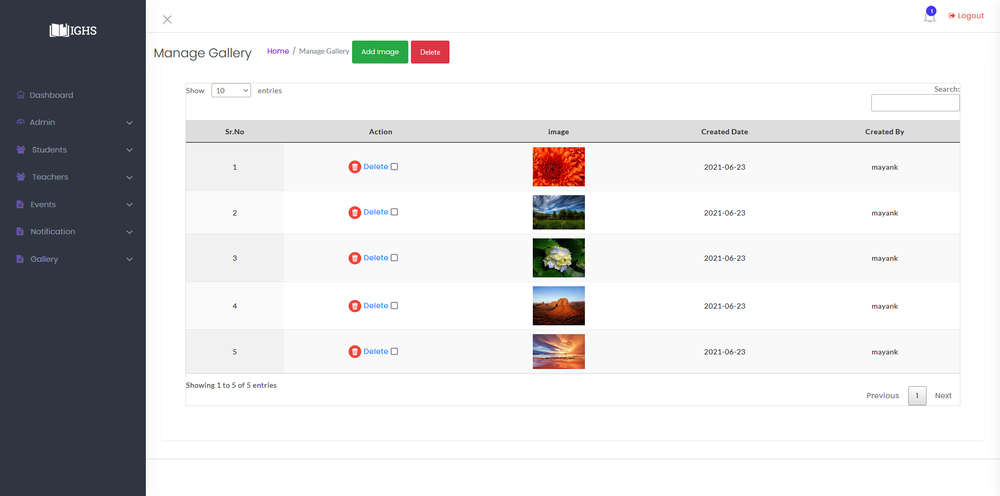 IGHS
Dashboard
Admin
Students
Teachers
Events
Notification
Gallery
1
Logout
Manage Gallery
Home / Manage Gallery
Add Image
Delete
Show 10 entries
Search:
Sr.No Action image Created Date Created By
1 Delete 2021-06-23 mayank
2 Delete 2021-06-23 mayank
3 Delete 2021-06-23 mayank
4 Delete 2021-06-23 mayank
5 Delete 2021-06-23 mayank
Showing 1 to 5 of 5 entries
Previous 1 Next